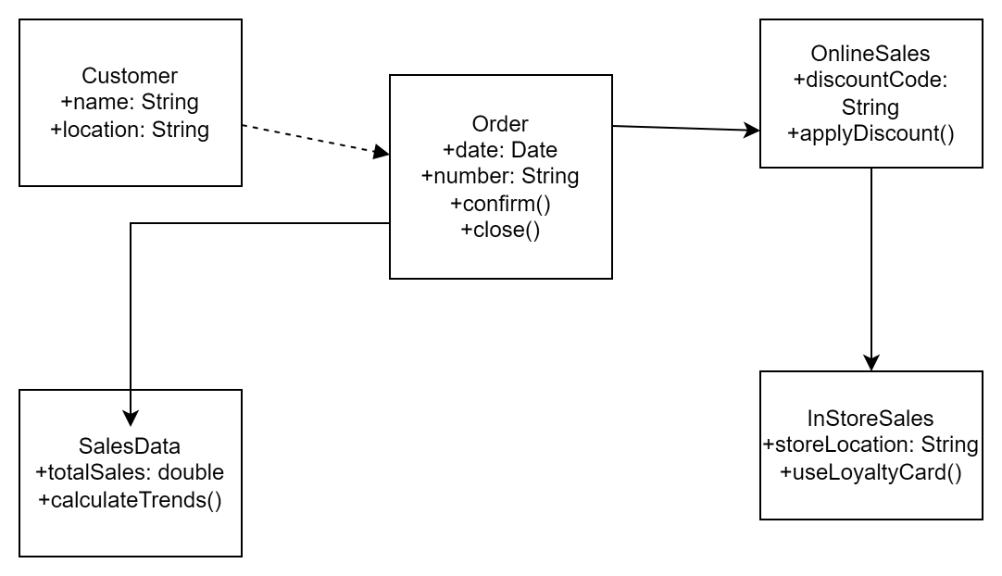 Customer
+name: String
+location: String
Order
+date: Date
+number: String
+confirm()
+close()
OnlineSales
+discountCode:
String
+applyDiscount()
SalesData
+totalSales: double
+calculateTrends()
InStoreSales
+storeLocation: String
+useLoyaltyCard()